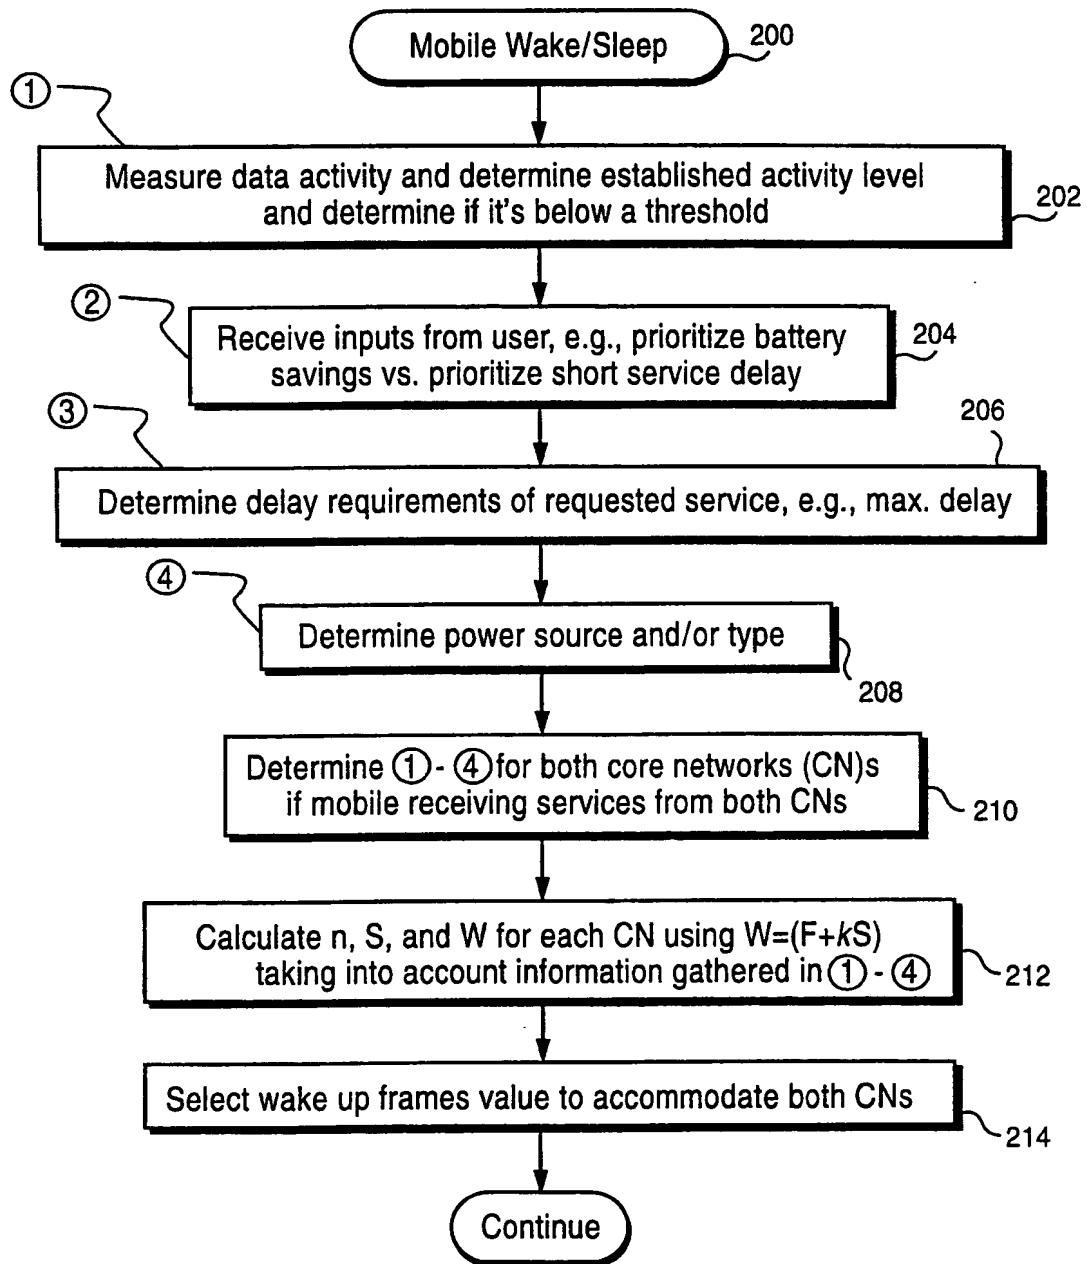 Mobile Wake/Sleep
200
①
Measure data activity and determine established activity level
and determine if it's below a threshold
202
②
Receive inputs from user, e.g., prioritize battery
savings vs. prioritize short service delay
204
③
206
Determine delay requirements of requested service, e.g., max. delay
④
Determine power source and/or type
208
Determine ① - ④ for both core networks (CN)s
if mobile receiving services from both CNs
210
Calculate n, S, and W for each CN using W=(F+kS)
taking into account information gathered in ① - ④
212
Select wake up frames value to accommodate both CNs
214
Continue